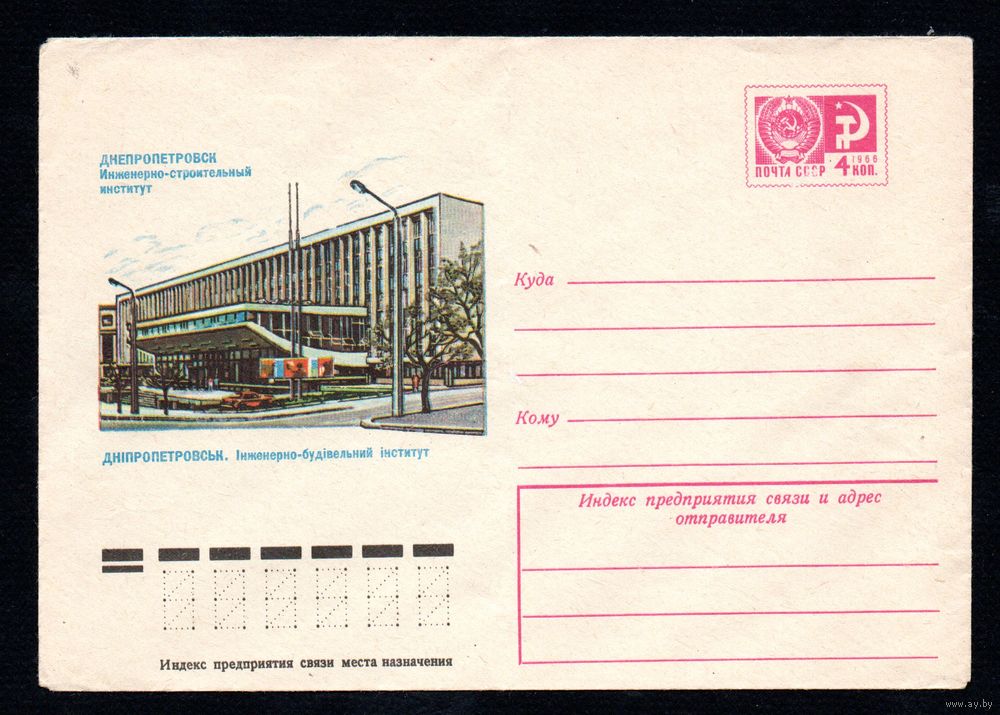 ДНЕПРОПЕТРОВСК
Инженерно-строительный
институт
ДНІПРОПЕТРОВСЬК. Інженерно-будівельний інститут
1966
ПОЧТА СССР 4 КОП.
Куда
Кому
Индекс предприятия связи и адрес
отправителя
Индекс предприятия связи места назначения
www.ay.by